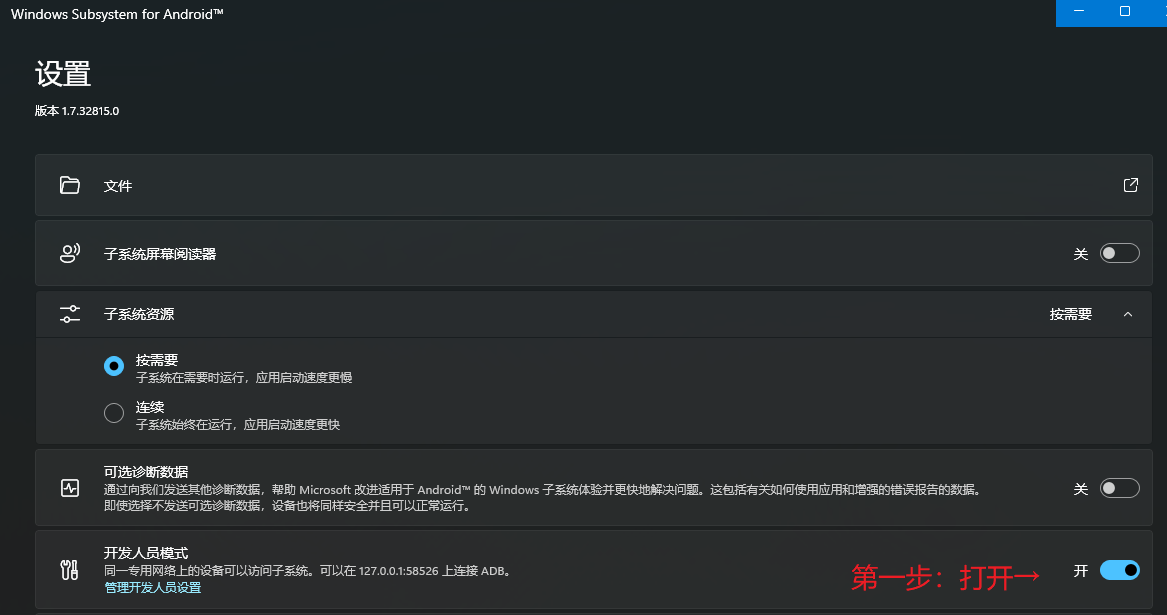 Windows Subsystem for Android™
设置
版本 1.7.32815.0
文件
子系统屏幕阅读器
关
子系统资源
按需要
按需要
子系统在需要时运行，应用启动速度更慢
连续
子系统始终在运行，应用启动速度更快
可选诊断数据
通过向我们发送其他诊断数据，帮助 Microsoft 改进适用于 Android™ 的 Windows 子系统体验并更快地解决问题。这包括有关如何使用应用和增强的错误报告的数据。
即使选择不发送可选诊断数据，设备也将同样安全并且可以正常运行。
关
开发人员模式
同一专用网络上的设备可以访问子系统。可以在 127.0.0.1:58526 上连接 ADB。
管理开发人员设置
第一步：打开→
开